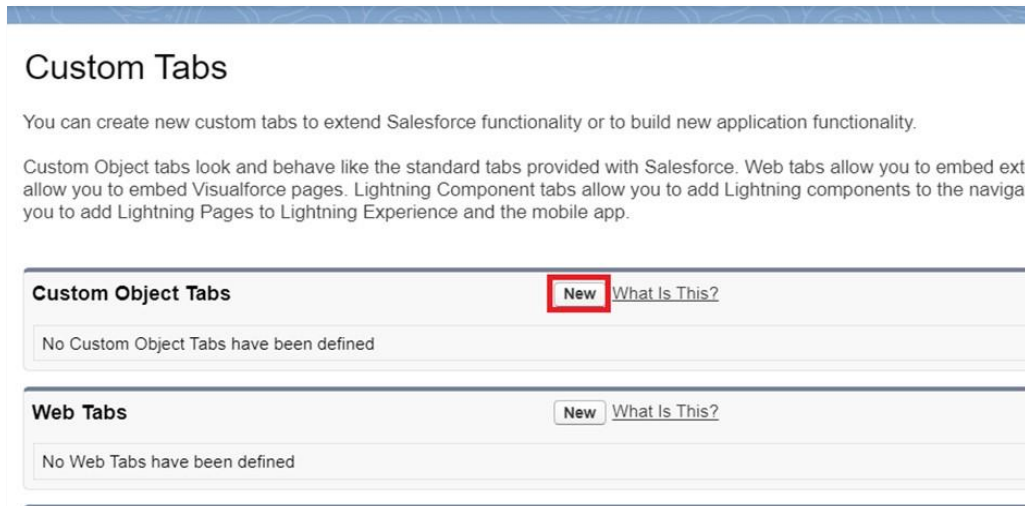 Custom Tabs
You can create new custom tabs to extend Salesforce functionality or to build new application functionality.
Custom Object tabs look and behave like the standard tabs provided with Salesforce. Web tabs allow you to embed ext
allow you to embed Visualforce pages. Lightning Component tabs allow you to add Lightning components to the naviga
you to add Lightning Pages to Lightning Experience and the mobile app.
Custom Object Tabs New What Is This?
No Custom Object Tabs have been defined
Web Tabs New What Is This?
No Web Tabs have been defined